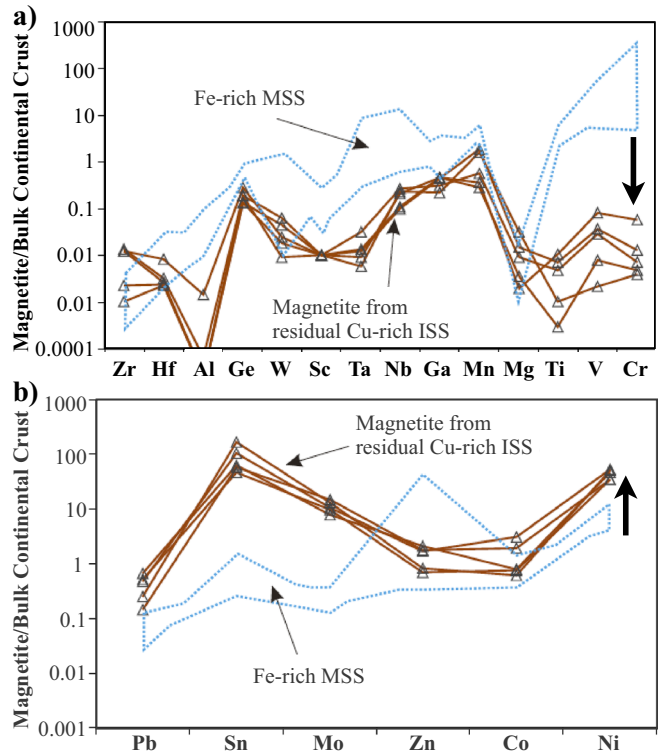 a)
Magnetite/Bulk Continental Crust
1000
100
10
1
0.1
0.01
0.01
0.0001
Fe-rich MSS
Magnetite from
residual Cu-rich ISS
Zr Hf Al Ge W Sc Ta Nb Ga Mn Mg Ti V Cr
b)
Magnetite/Bulk Continental Crust
1000
100
10
1
0.1
0.01
0.001
Magnetite from
residual Cu-rich ISS
Fe-rich MSS
Pb Sn Mo Zn Co Ni